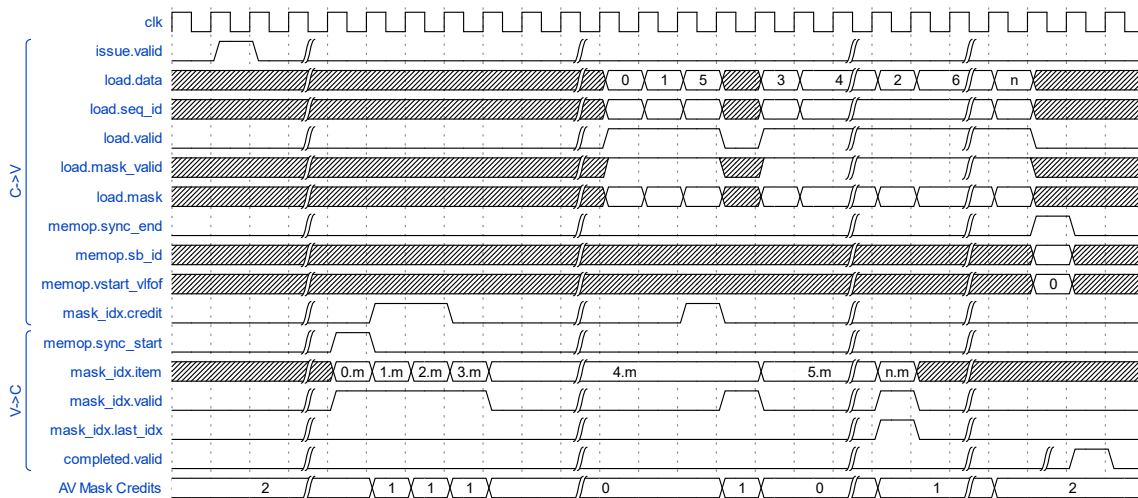 clk
issue.valid
load.data 0 1 5 3 4 2 6 n
load.seq_id
load.valid
load.mask_valid
load.mask
memop.sync_end
memop.sb_id
memop.vstart_vlfof 0
mask_idx.credit
C->V
memop.sync_start
mask_idx.item 0.m 1.m 2.m 3.m 4.m 5.m n.m
mask_idx.valid
mask_idx.last_idx
completed.valid
V->C
AV Mask Credits 2 1 1 1 0 1 0 1 2